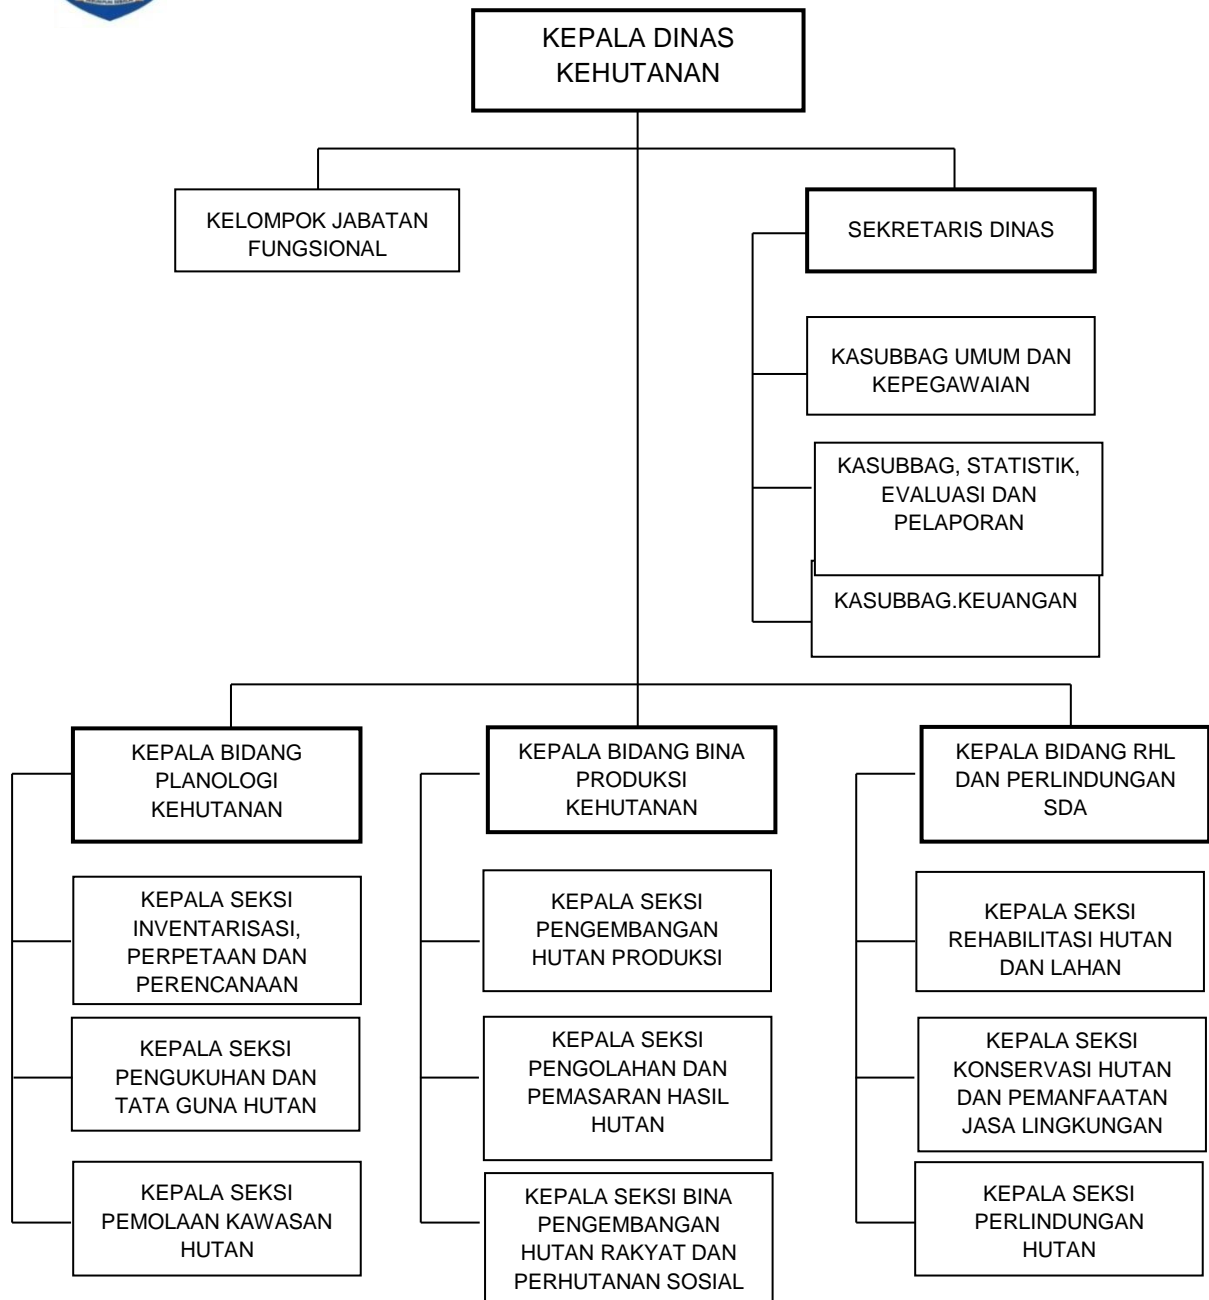 KEPALA DINAS
KEHUTANAN
KELOMPOK JABATAN
FUNGSIONAL
SEKRETARIS DINAS
KASUBBAG UMUM DAN
KEPEGAWAIAN
KASUBBAG, STATISTIK,
EVALUASI DAN
PELAPORAN
KASUBBAG.KEUANGAN
KEPALA BIDANG
PLANOLOGI
KEHUTANAN
KEPALA SEKSI
INVENTARISASI,
PERPETAAN DAN
PERENCANAAN
KEPALA SEKSI
PENGUKUHAN DAN
TATA GUNA HUTAN
KEPALA SEKSI
PEMOLAAN KAWASAN
HUTAN
KEPALA BIDANG BINA
PRODUKSI
KEHUTANAN
KEPALA SEKSI
PENGEMBANGAN
HUTAN PRODUKSI
KEPALA SEKSI
PENGOLAHAN DAN
PEMASARAN HASIL
HUTAN
KEPALA SEKSI BINA
PENGEMBANGAN
HUTAN RAKYAT DAN
PERHUTANAN SOSIAL
KEPALA BIDANG RHL
DAN PERLINDUNGAN
SDA
KEPALA SEKSI
REHABILITASI HUTAN
DAN LAHAN
KEPALA SEKSI
KONSERVASI HUTAN
DAN PEMANFAATAN
JASA LINGKUNGAN
KEPALA SEKSI
PERLINDUNGAN
HUTAN